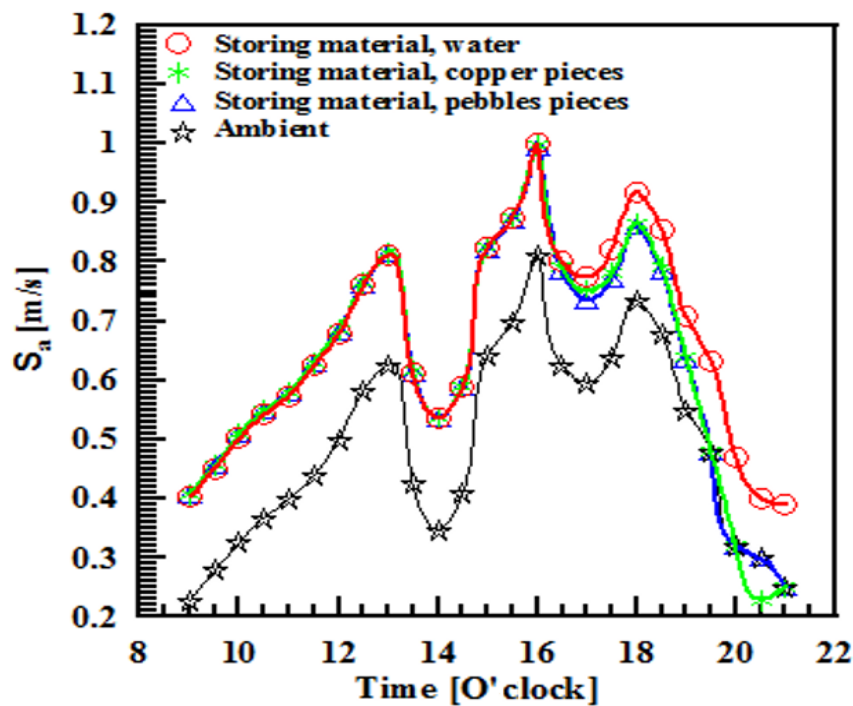 1.2
1.1
1
0.9
0.8
0.7
0.6
0.5
0.4
0.3
0.2
Sa [m/s]
Storing material, water
Storing material, copper pieces
Storing material, pebbles pieces
Ambient
8 10 12 14 16 18 20 22
Time [O'clock]